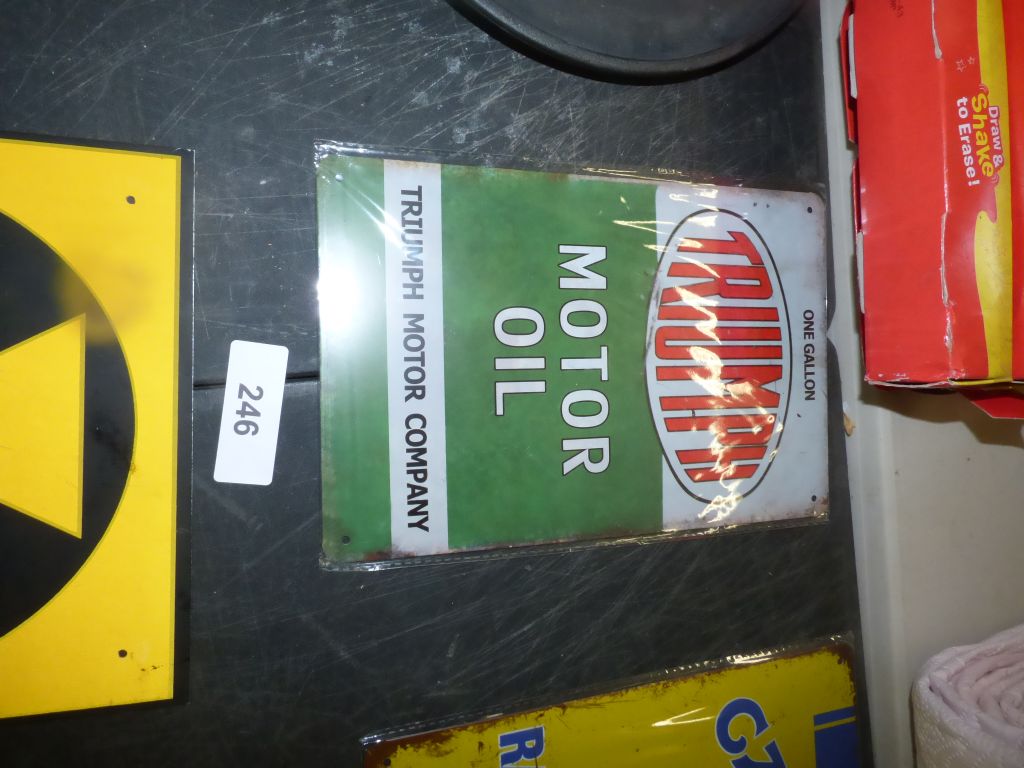 ONE GALLON
TRIUMPH
MOTOR
OIL
TRIUMPH MOTOR COMPANY
246
Draw &
Shake
to Erase!